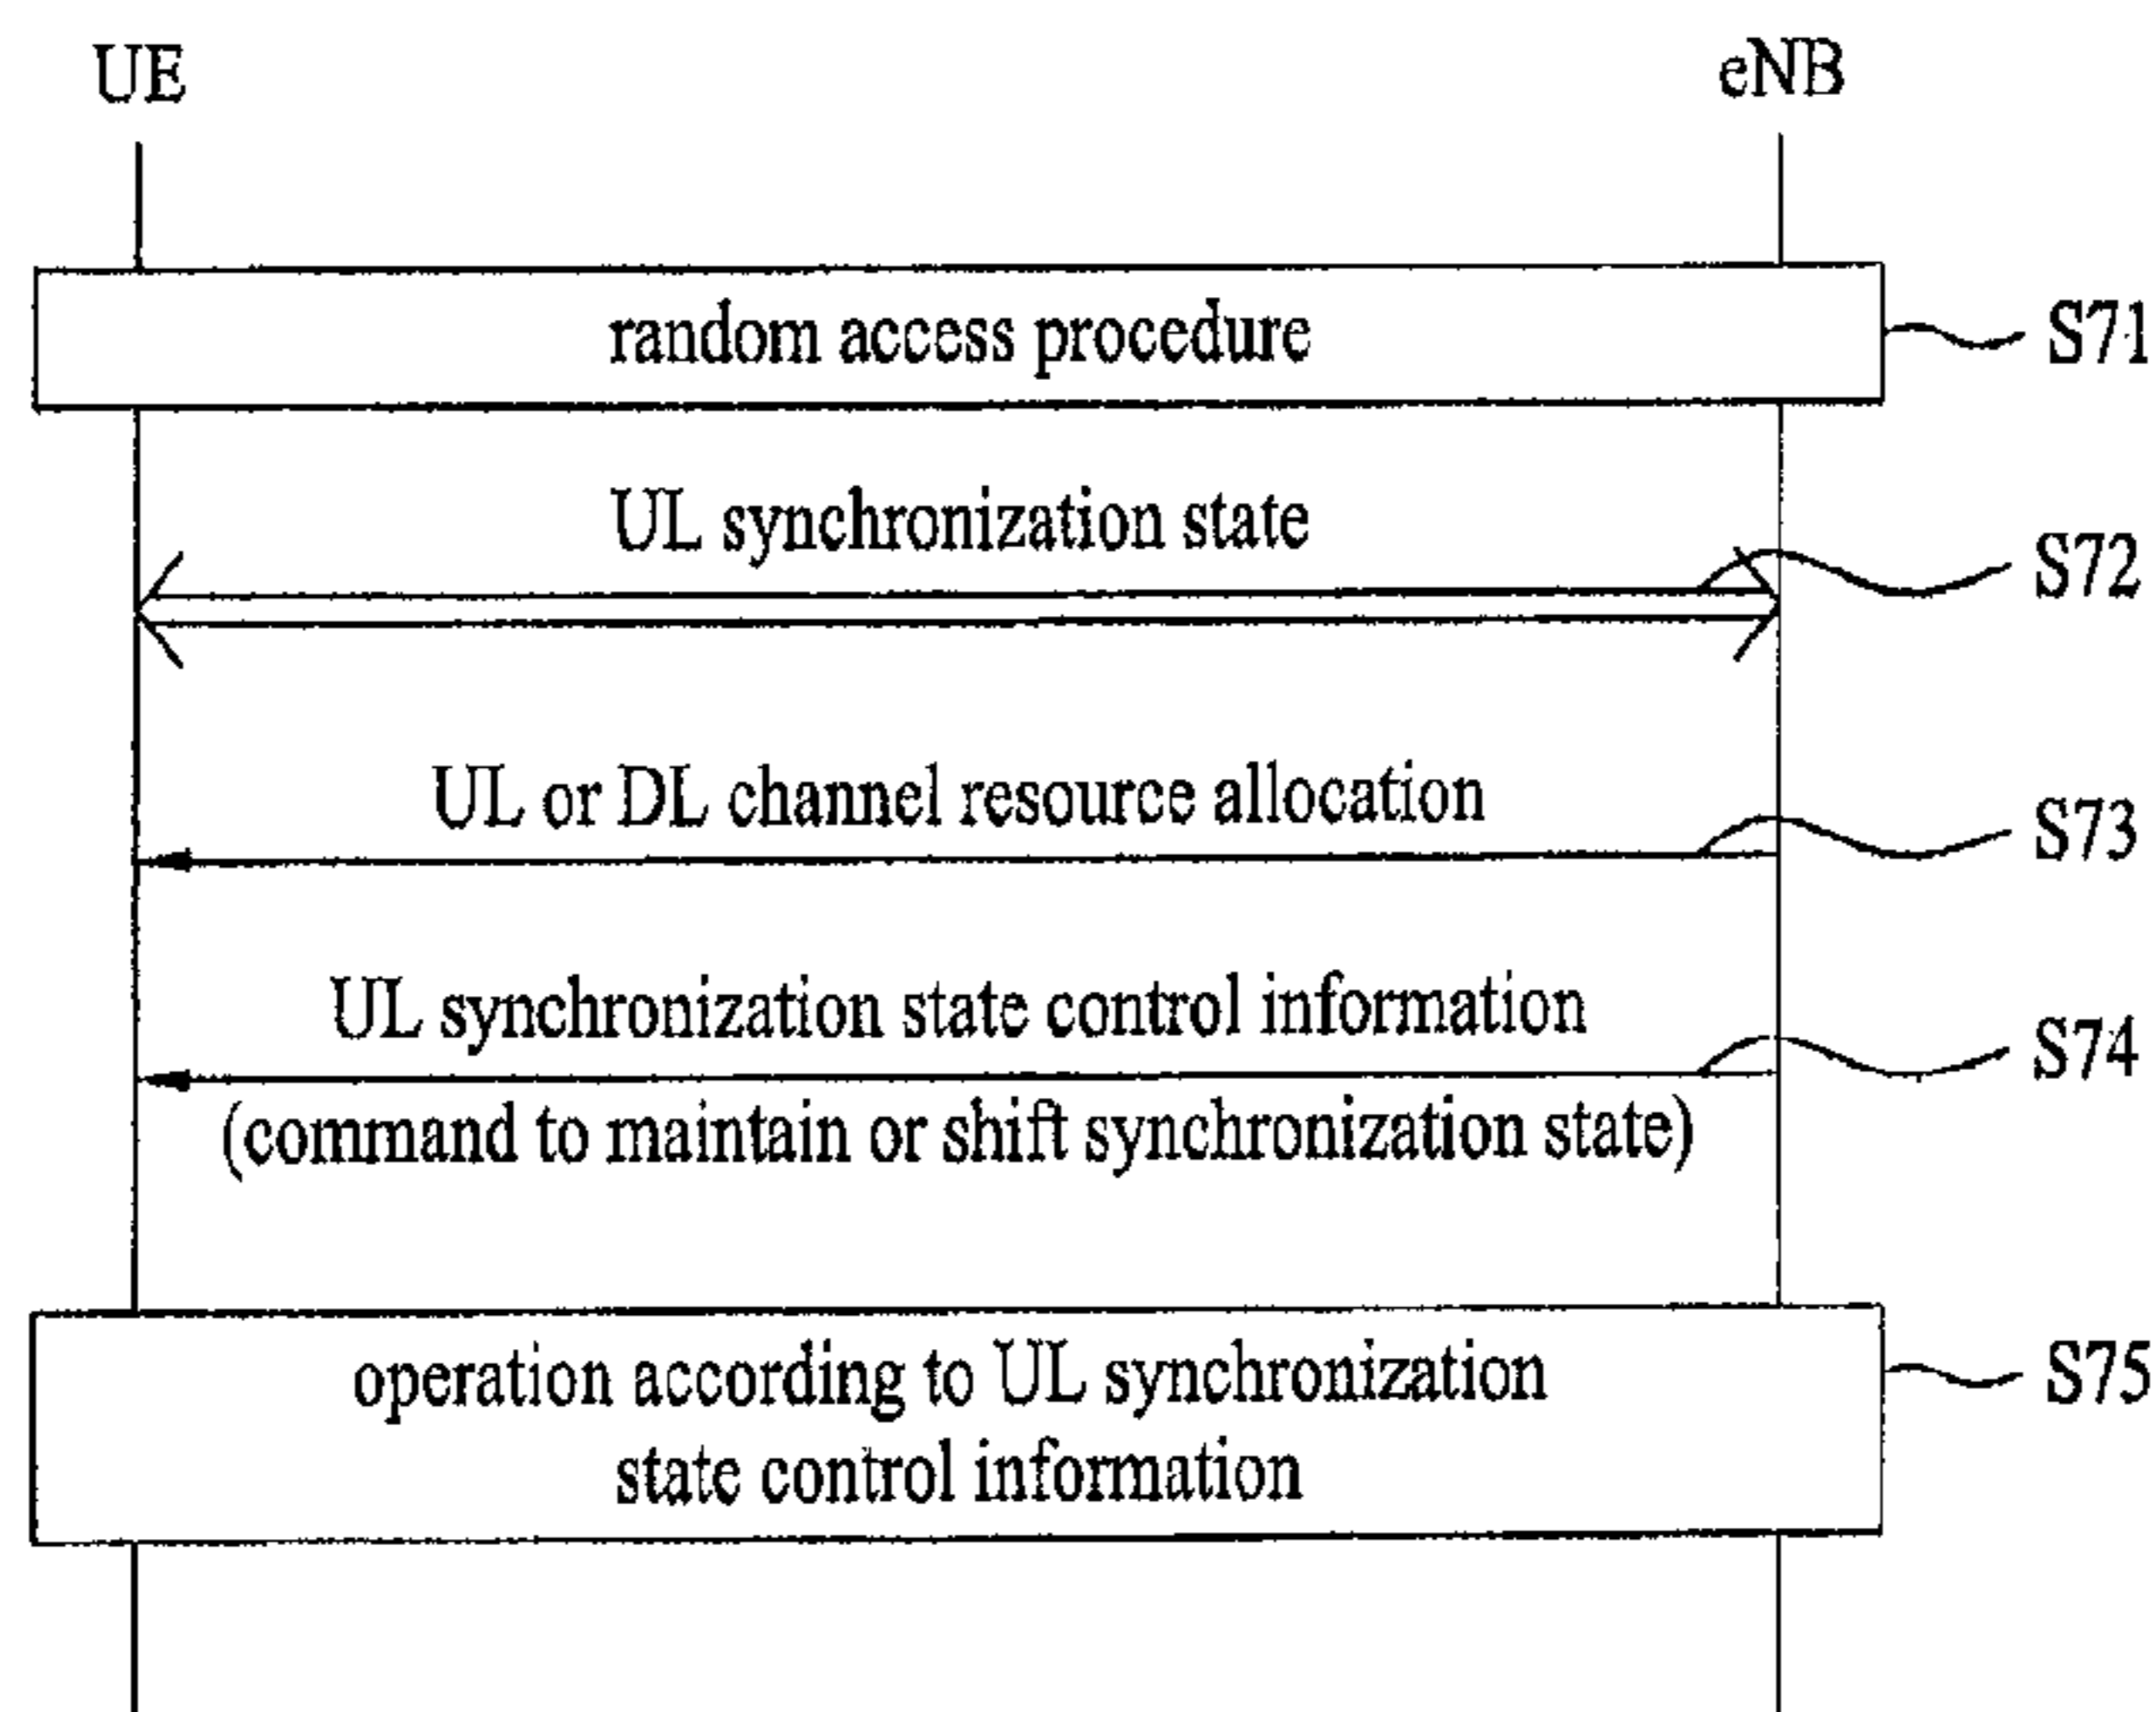 UE
eNB
random access procedure
S71
UL synchronization state
S72
UL or DL channel resource allocation
S73
UL synchronization state control information
S74
(command to maintain or shift synchronization state)
operation according to UL synchronization
S75
state control information